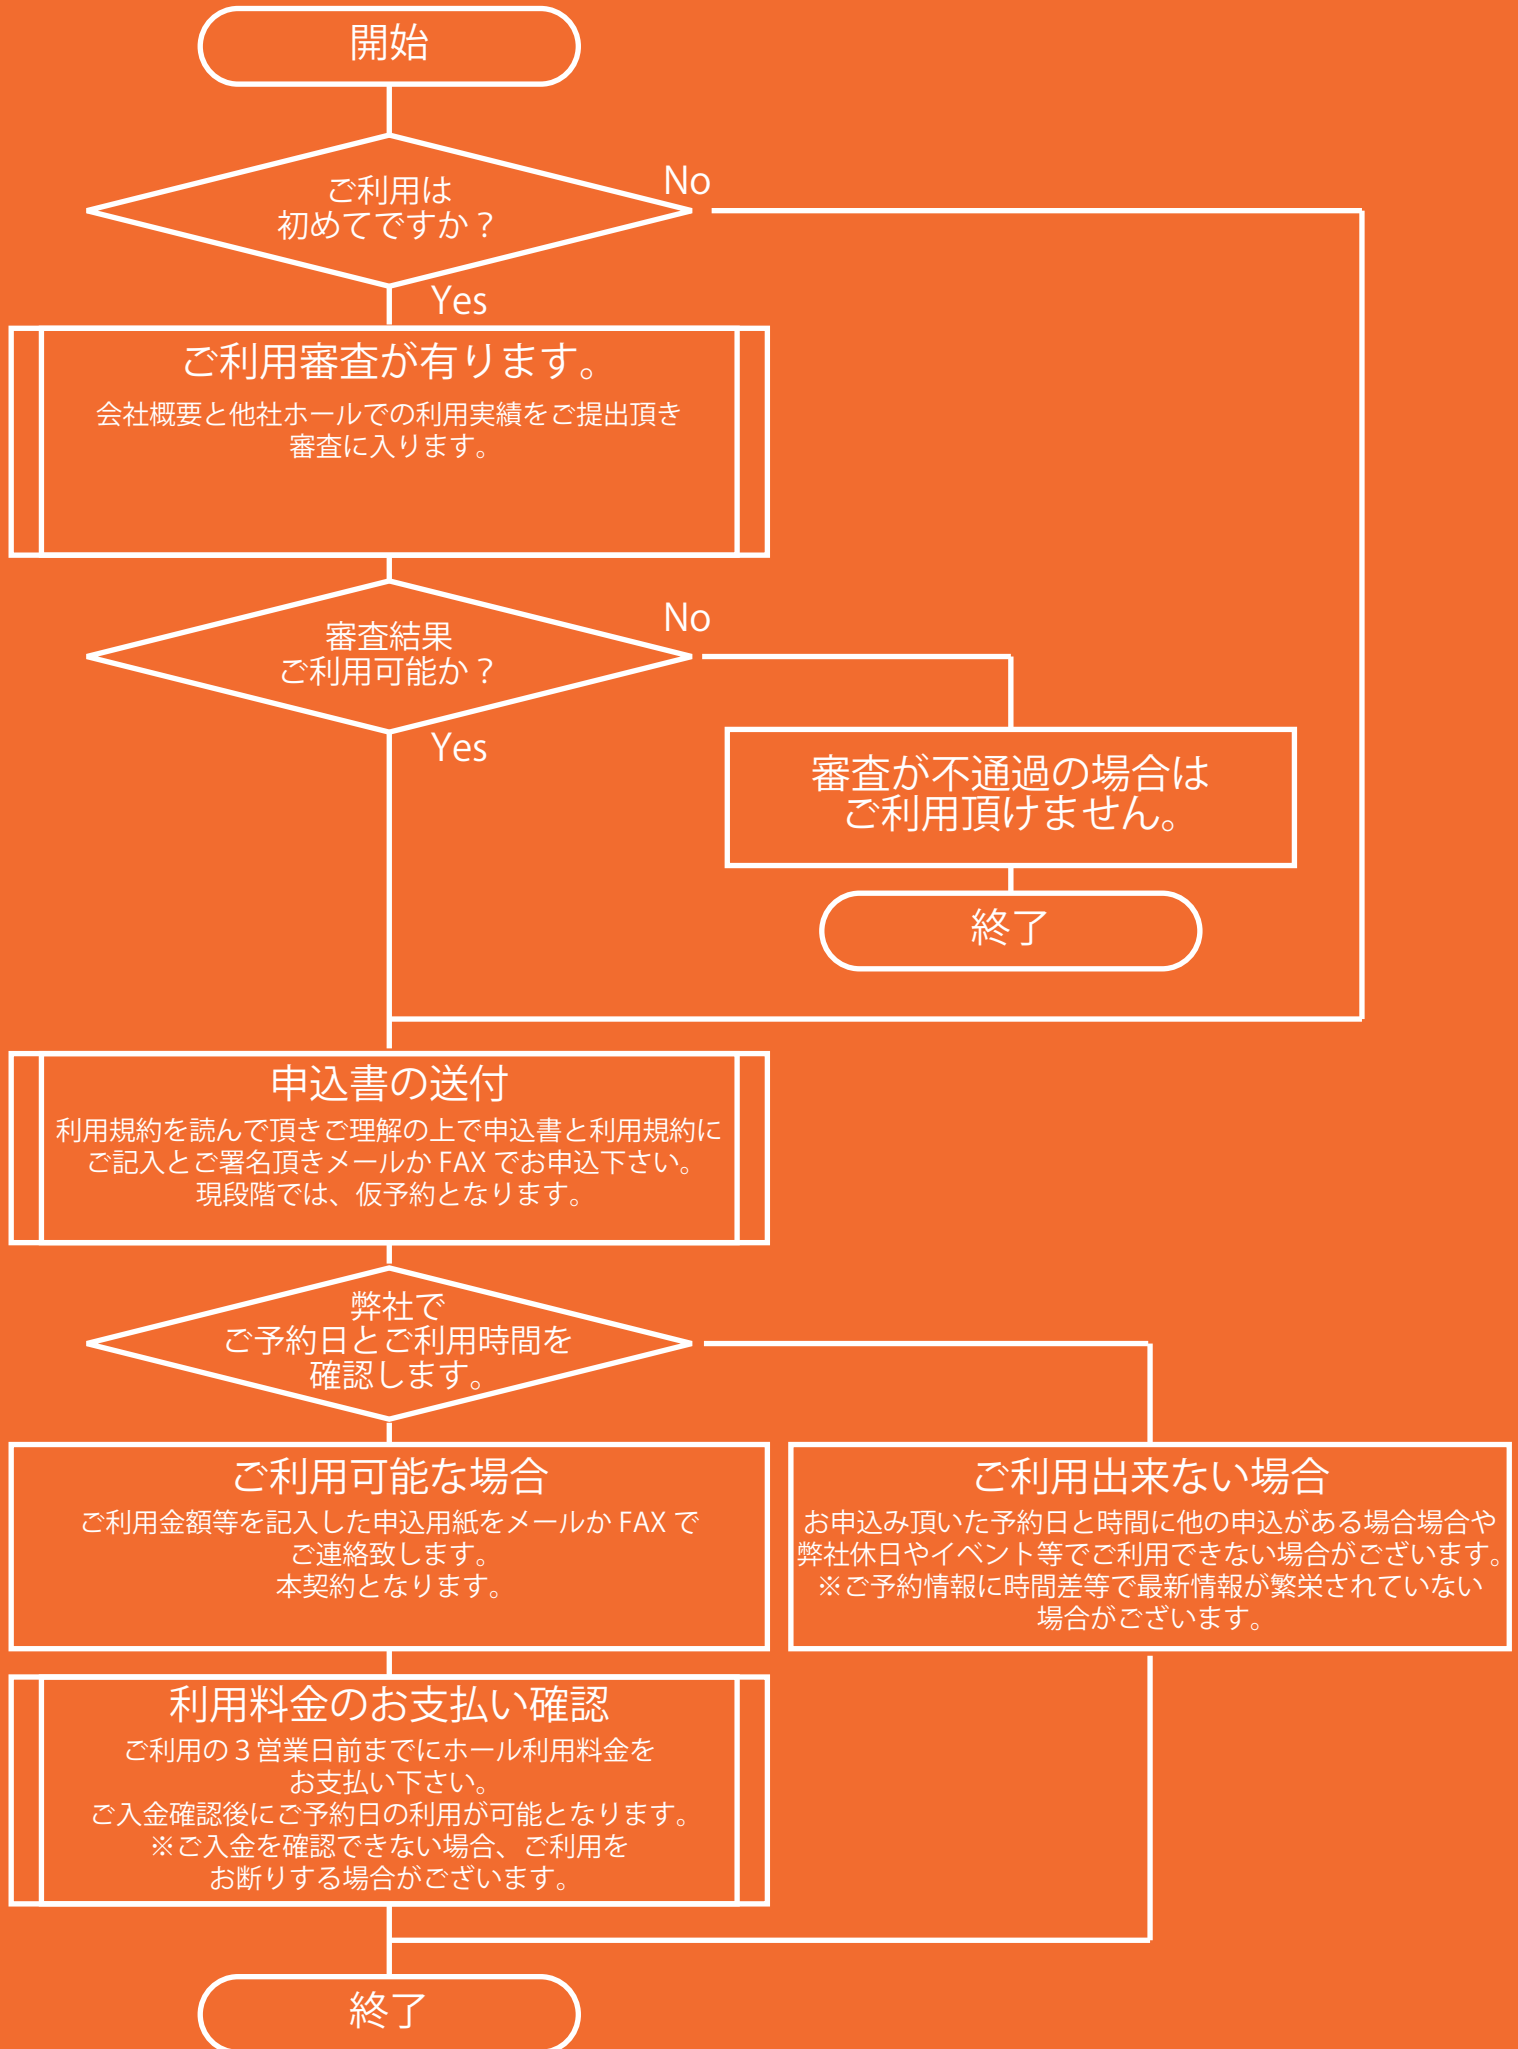 開始
ご利用は
初めてですか？
No
Yes
ご利用審査が有ります。
会社概要と他社ホールでの利用実績をご提出頂き
審査に入ります。
審査結果
ご利用可能か？
No
Yes
審査が不通過の場合は
ご利用頂けません。
終了
申込書の送付
利用規約を読んで頂きご理解の上で申込書と利用規約に
ご記入とご署名頂きメールか FAX でお申込下さい。
現段階では、仮予約となります。
弊社で
ご予約日とご利用時間を
確認します。
ご利用可能な場合
ご利用金額等を記入した申込用紙をメールか FAX で
ご連絡致します。
本契約となります。
ご利用出来ない場合
お申込み頂いた予約日と時間に他の申込がある場合場合や
弊社休日やイベント等でご利用できない場合がございます。
※ご予約情報に時間差等で最新情報が繁栄されていない
場合がございます。
利用料金のお支払い確認
ご利用の３営業日前までにホール利用料金を
お支払い下さい。
ご入金確認後にご予約日の利用が可能となります。
※ご入金を確認できない場合、ご利用を
お断りする場合がございます。
終了